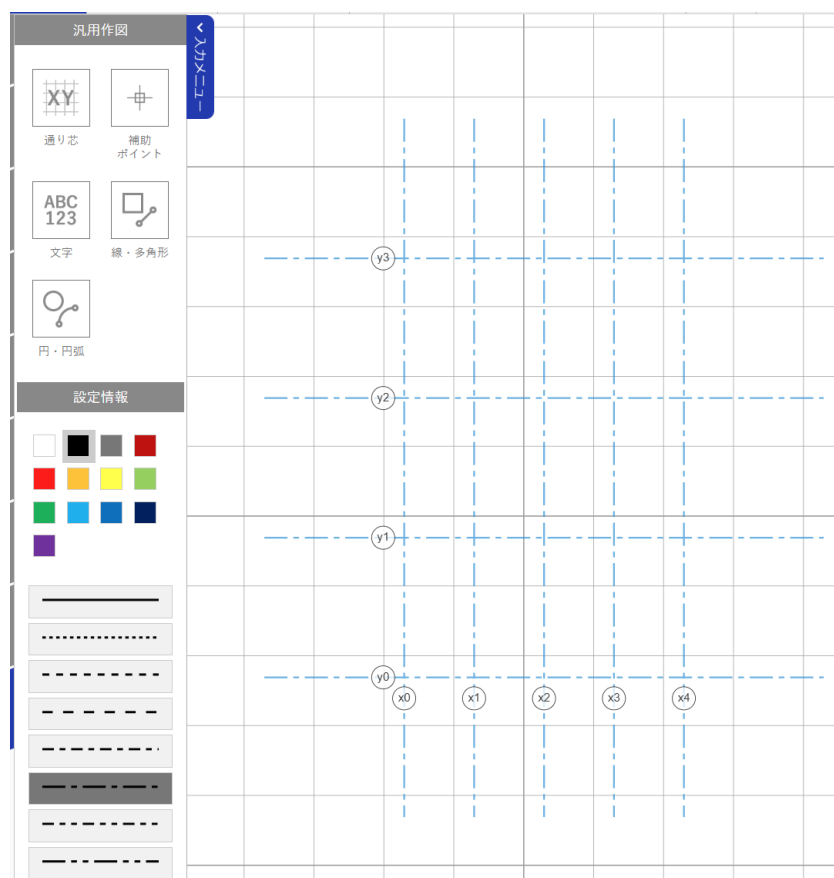 汎用作図
入力メニュー
XY
通り芯
補助
ポイント
ABC
123
文字
線・多角形
円・円弧
設定情報
y3
y2
y1
y0
x0
x1
x2
x3
x4